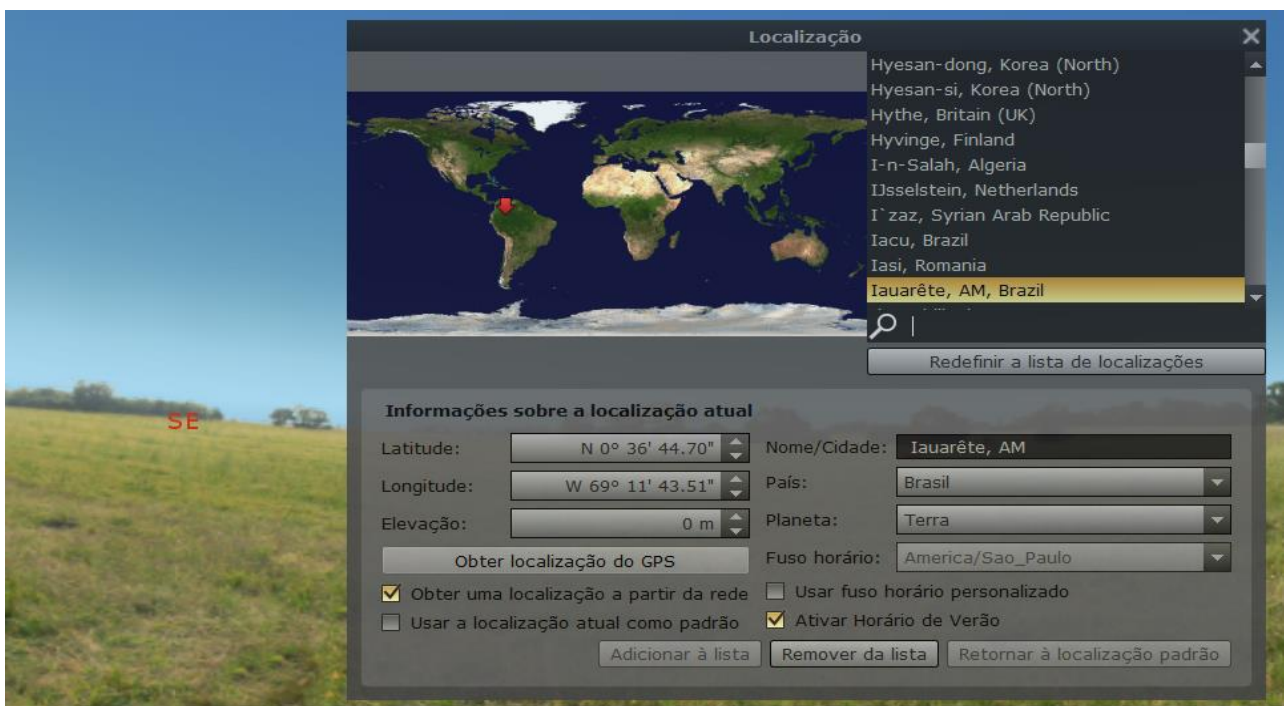 Localização
Hyesan-dong, Korea (North)
Hyesan-si, Korea (North)
Hythe, Britain (UK)
Hyvinge, Finland
I-n-Salah, Algeria
IJsselstein, Netherlands
I`zaz, Syrian Arab Republic
Iacu, Brazil
Iasi, Romania
Iauarête, AM, Brazil
Redefinir a lista de localizações
SE
Informações sobre a localização atual
Latitude: N 0º 36' 44.70" Nome/Cidade: Iauarête, AM
Longitude: W 69º 11' 43.51" País: Brasil
Elevação: 0 m Planeta: Terra
Obter localização do GPS Fuso horário: America/Sao_Paulo
Obter uma localização a partir da rede Usar fuso horário personalizado
Usar a localização atual como padrão Ativar Horário de Verão
Adicionar à lista Remover da lista Retornar à localização padrão